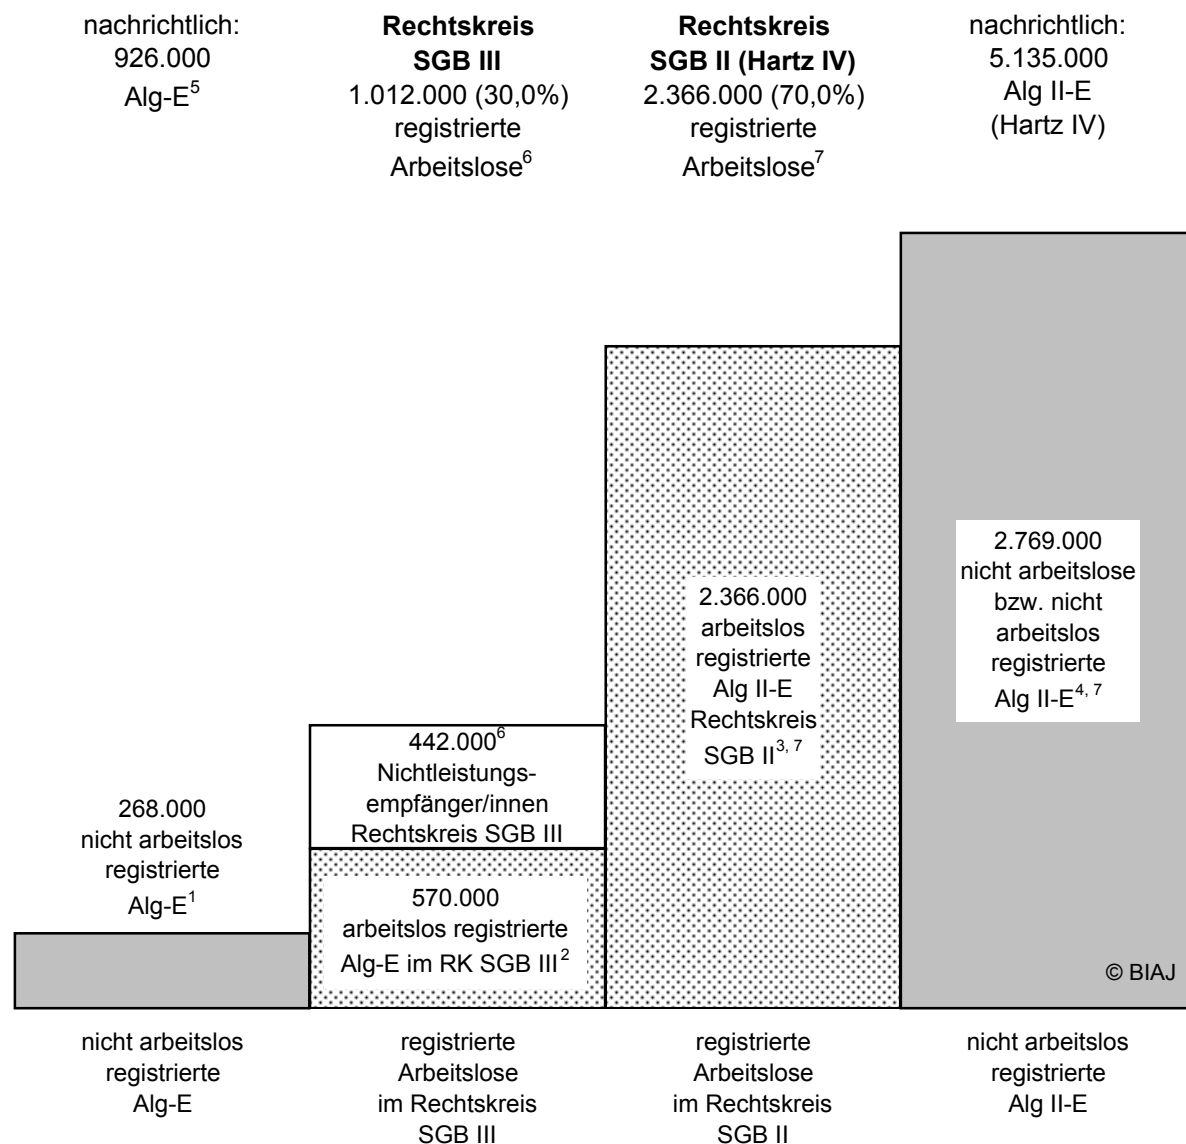 nachrichtlich:
926.000
Alg-E⁵
Rechtskreis
SGB III
1.012.000 (30,0%)
registrierte
Arbeitslose⁶
Rechtskreis
SGB II (Hartz IV)
2.366.000 (70,0%)
registrierte
Arbeitslose⁷
nachrichtlich:
5.135.000
Alg II-E
(Hartz IV)
268.000
nicht arbeitslos
registrierte
Alg-E¹
442.000⁶
Nichtleistungs-
empfänger/innen
Rechtskreis SGB III
570.000
arbeitslos registrierte
Alg-E im RK SGB III²
2.366.000
arbeitslos
registrierte
Alg II-E
Rechtskreis
SGB II³, ⁷
2.769.000
nicht arbeitslose
bzw. nicht
arbeitslos
registrierte
Alg II-E⁴, ⁷
© BIAJ
nicht arbeitslos
registrierte
Alg-E
registrierte
Arbeitslose
im Rechtskreis
SGB III
registrierte
Arbeitslose
im Rechtskreis
SGB II
nicht arbeitslos
registrierte
Alg II-E